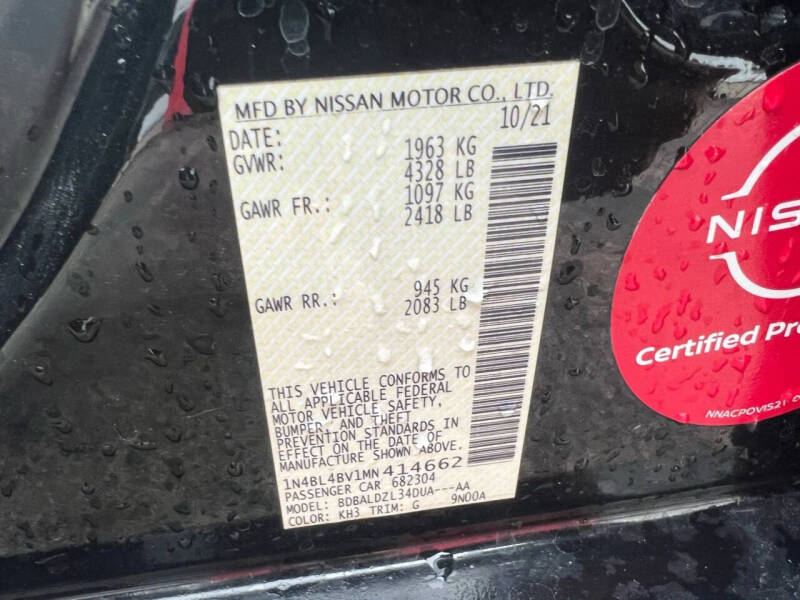 MFD BY NISSAN MOTOR CO., LTD.
DATE: 10/21
GVWR: 1963 KG
4328 LB
GAWR FR.: 1097 KG
2418 LB
GAWR RR.: 945 KG
2083 LB
THIS VEHICLE CONFORMS TO
ALL APPLICABLE FEDERAL
MOTOR VEHICLE SAFETY,
BUMPER, AND THEFT
PREVENTION STANDARDS IN
EFFECT ON THE DATE OF
MANUFACTURE SHOWN ABOVE.
1N4BL4BV1MN414662
PASSENGER CAR 682304
MODEL: BDBALDZL34DUA---AA
COLOR: KH3 TRIM: G 9N00A
NIS
Certified Pr
NNACPOVIS21